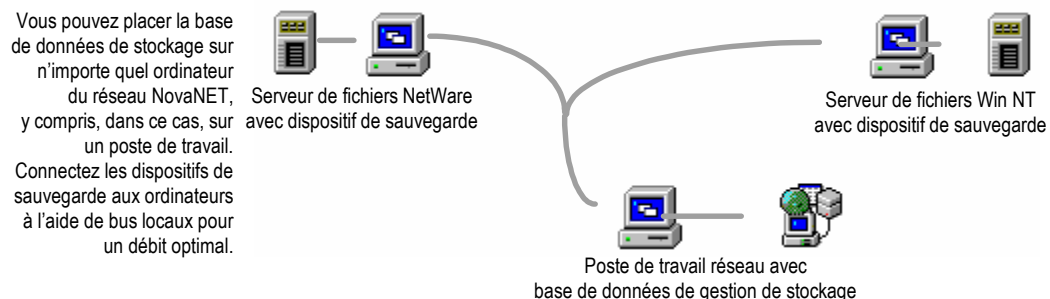 Vous pouvez placer la base
de données de stockage sur
n’importe quel ordinateur
du réseau NovaNET,
y compris, dans ce cas, sur
un poste de travail.
Connectez les dispositifs de
sauvegarde aux ordinateurs
à l’aide de bus locaux pour
un débit optimal.
Serveur de fichiers NetWare
avec dispositif de sauvegarde
Serveur de fichiers Win NT
avec dispositif de sauvegarde
Poste de travail réseau avec
base de données de gestion de stockage